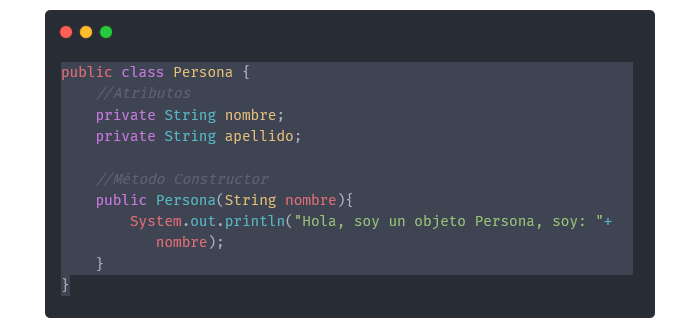 public class Persona {
    //Atributos
    private String nombre;
    private String apellido;

    //Método Constructor
    public Persona(String nombre){
        System.out.println("Hola, soy un objeto Persona, soy: "+
           nombre);
    }
}